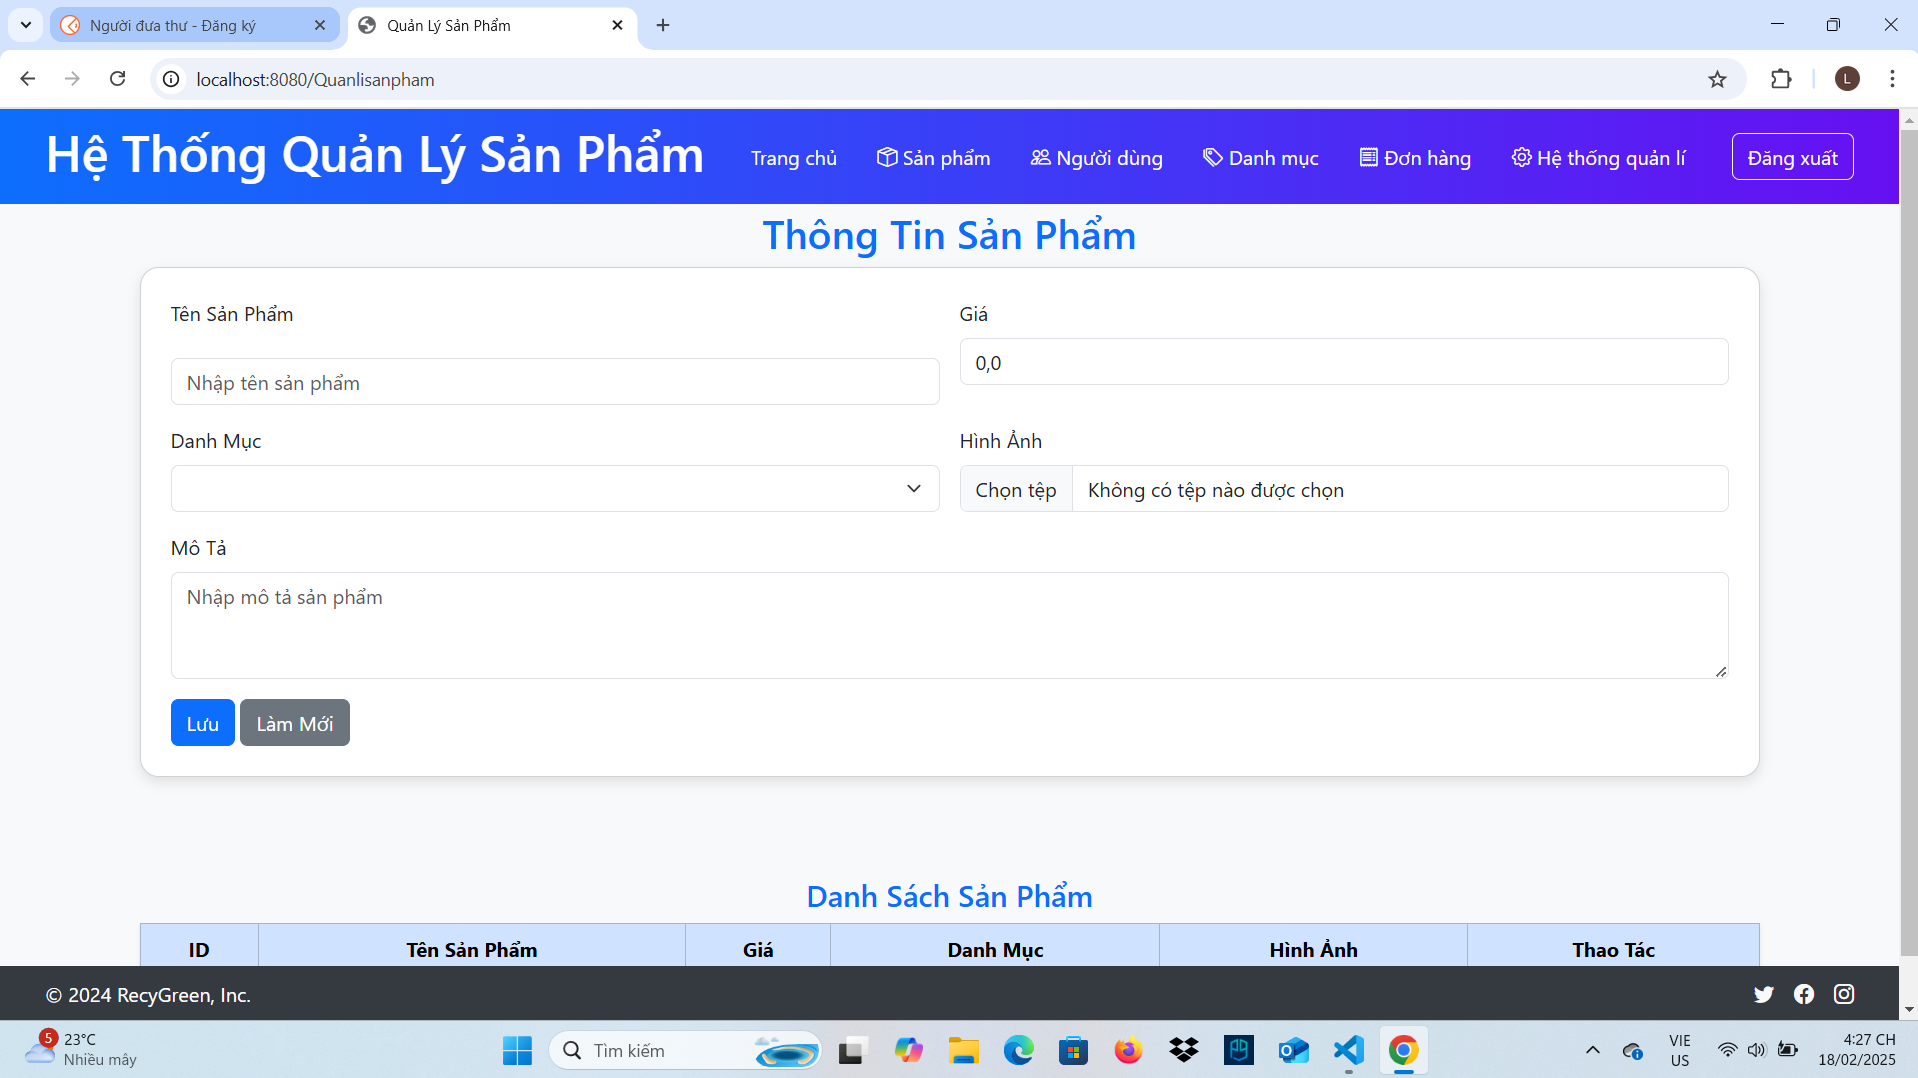 Người đưa thư - Đăng ký
Quản Lý Sản Phẩm
localhost:8080/Quanlisanpham
L
Hệ Thống Quản Lý Sản Phẩm
Trang chủ
Sản phẩm
Người dùng
Danh mục
Đơn hàng
Hệ thống quản lí
Đăng xuất
Thông Tin Sản Phẩm
Tên Sản Phẩm
Giá
Nhập tên sản phẩm
0,0
Danh Mục
Hình Ảnh
Chọn tệp
Không có tệp nào được chọn
Mô Tả
Nhập mô tả sản phẩm
Lưu
Làm Mới
Danh Sách Sản Phẩm
ID
Tên Sản Phẩm
Giá
Danh Mục
Hình Ảnh
Thao Tác
© 2024 RecyGreen, Inc.
5
23°C
Nhiều mây
Tìm kiếm
VIE
US
4:27 CH
18/02/2025